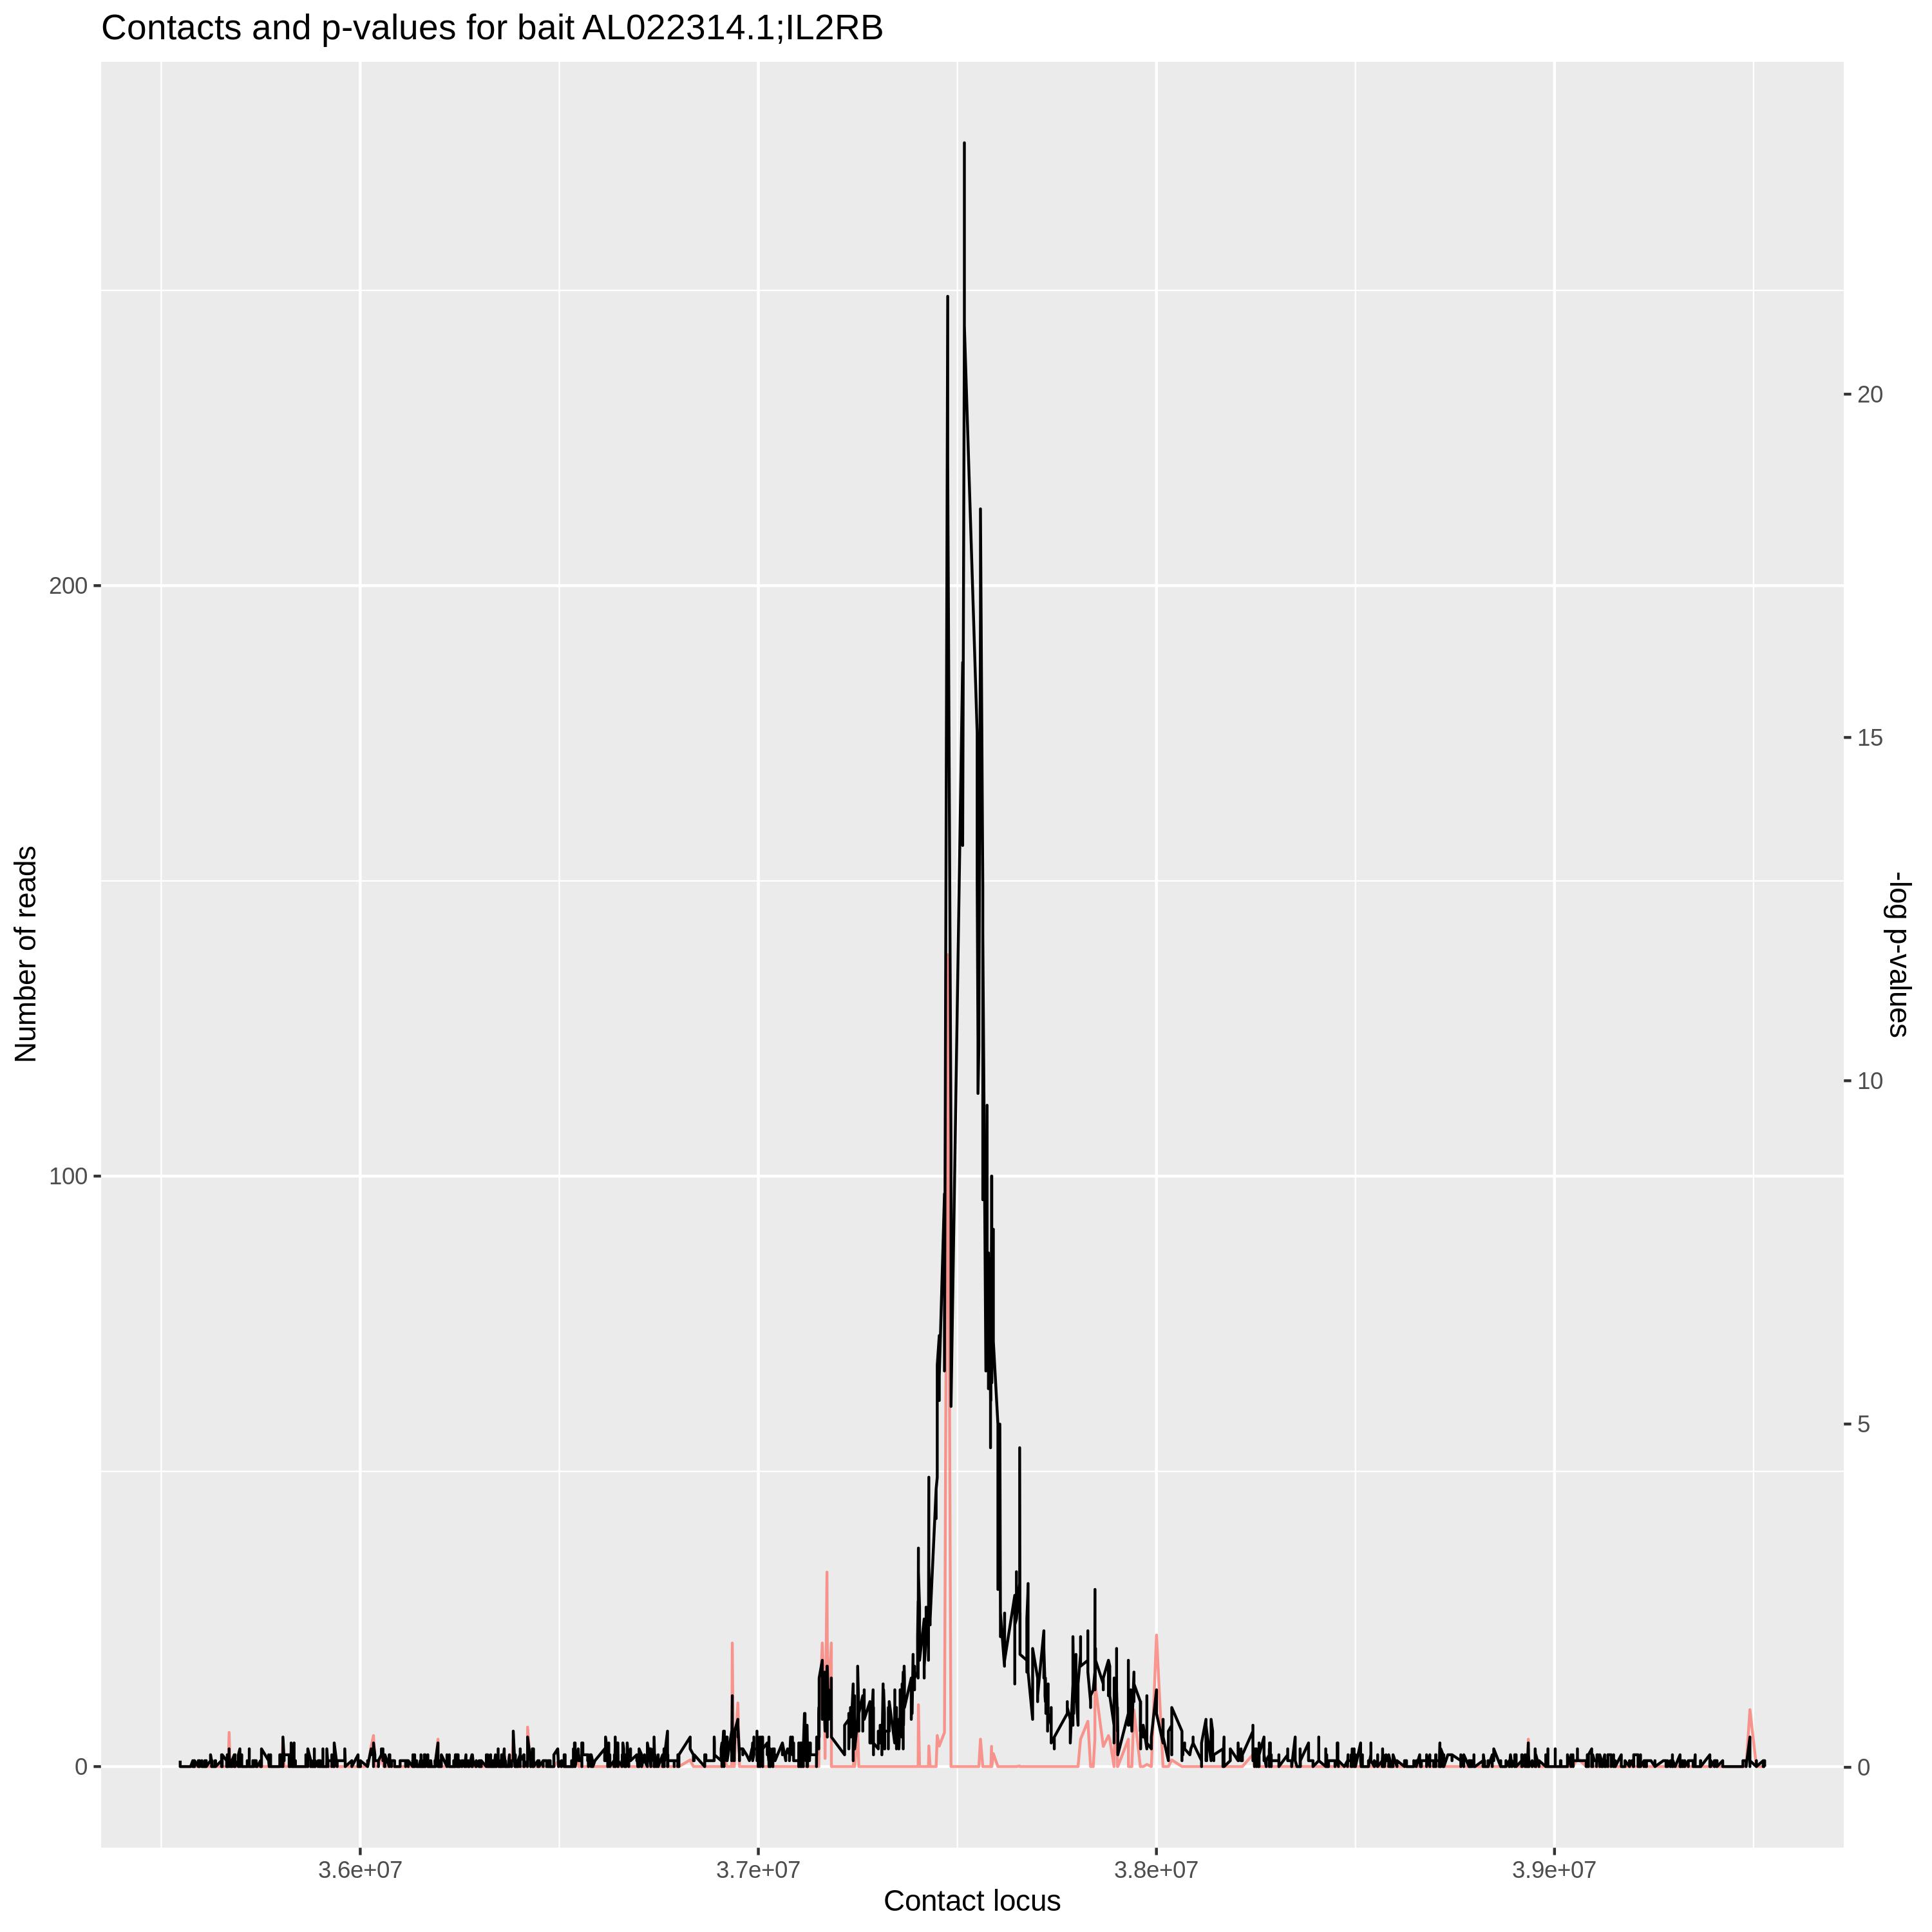 Contacts and p-values for bait AL022314.1;IL2RB
Number of reads
200
100
0
20
15
10
5
0
-log p-values
3.6e+07
3.7e+07
3.8e+07
3.9e+07
Contact locus